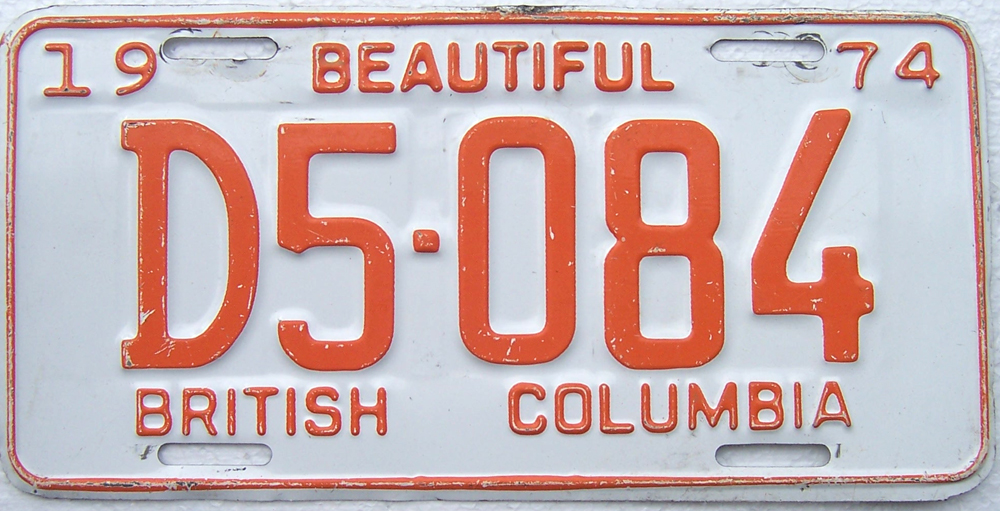 19 BEAUTIFUL 74
D5·084
BRITISH COLUMBIA